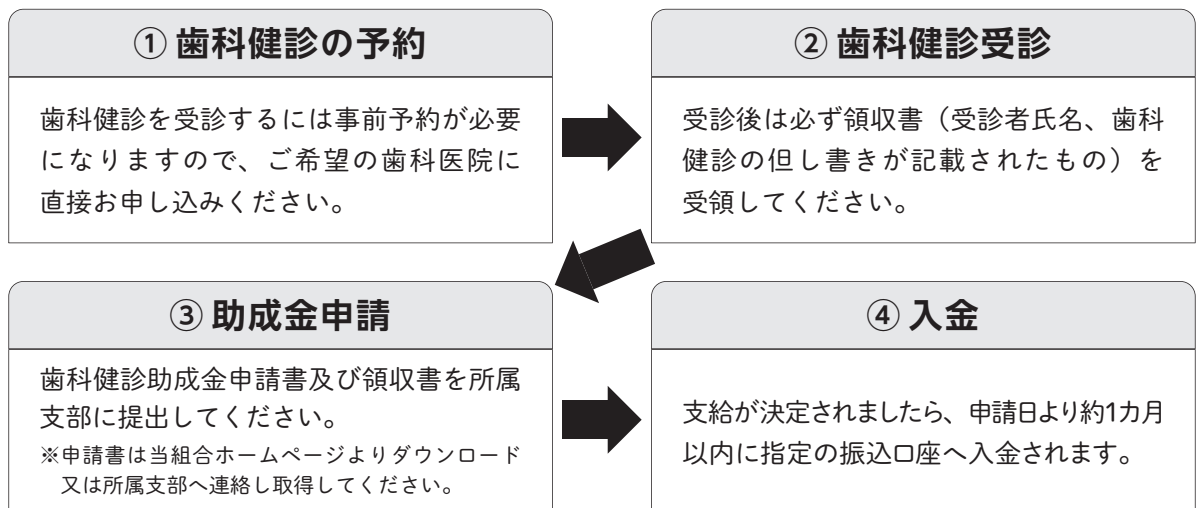 ① 歯科健診の予約
歯科健診を受診するには事前予約が必要
になりますので、ご希望の歯科医院に
直接お申し込みください。
② 歯科健診受診
受診後は必ず領収書（受診者氏名、歯科
健診の但し書きが記載されたもの）を
受領してください。
③ 助成金申請
歯科健診助成金申請書及び領収書を所属
支部に提出してください。
※申請書は当組合ホームページよりダウンロード
又は所属支部へ連絡し取得してください。
④ 入金
支給が決定されましたら、申請日より約1カ月
以内に指定の振込口座へ入金されます。